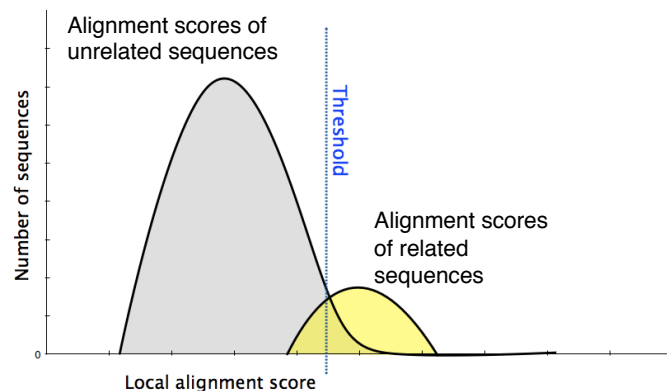 Alignment scores of
unrelated sequences
Threshold
Number of sequences
Alignment scores
of related
sequences
0
Local alignment score